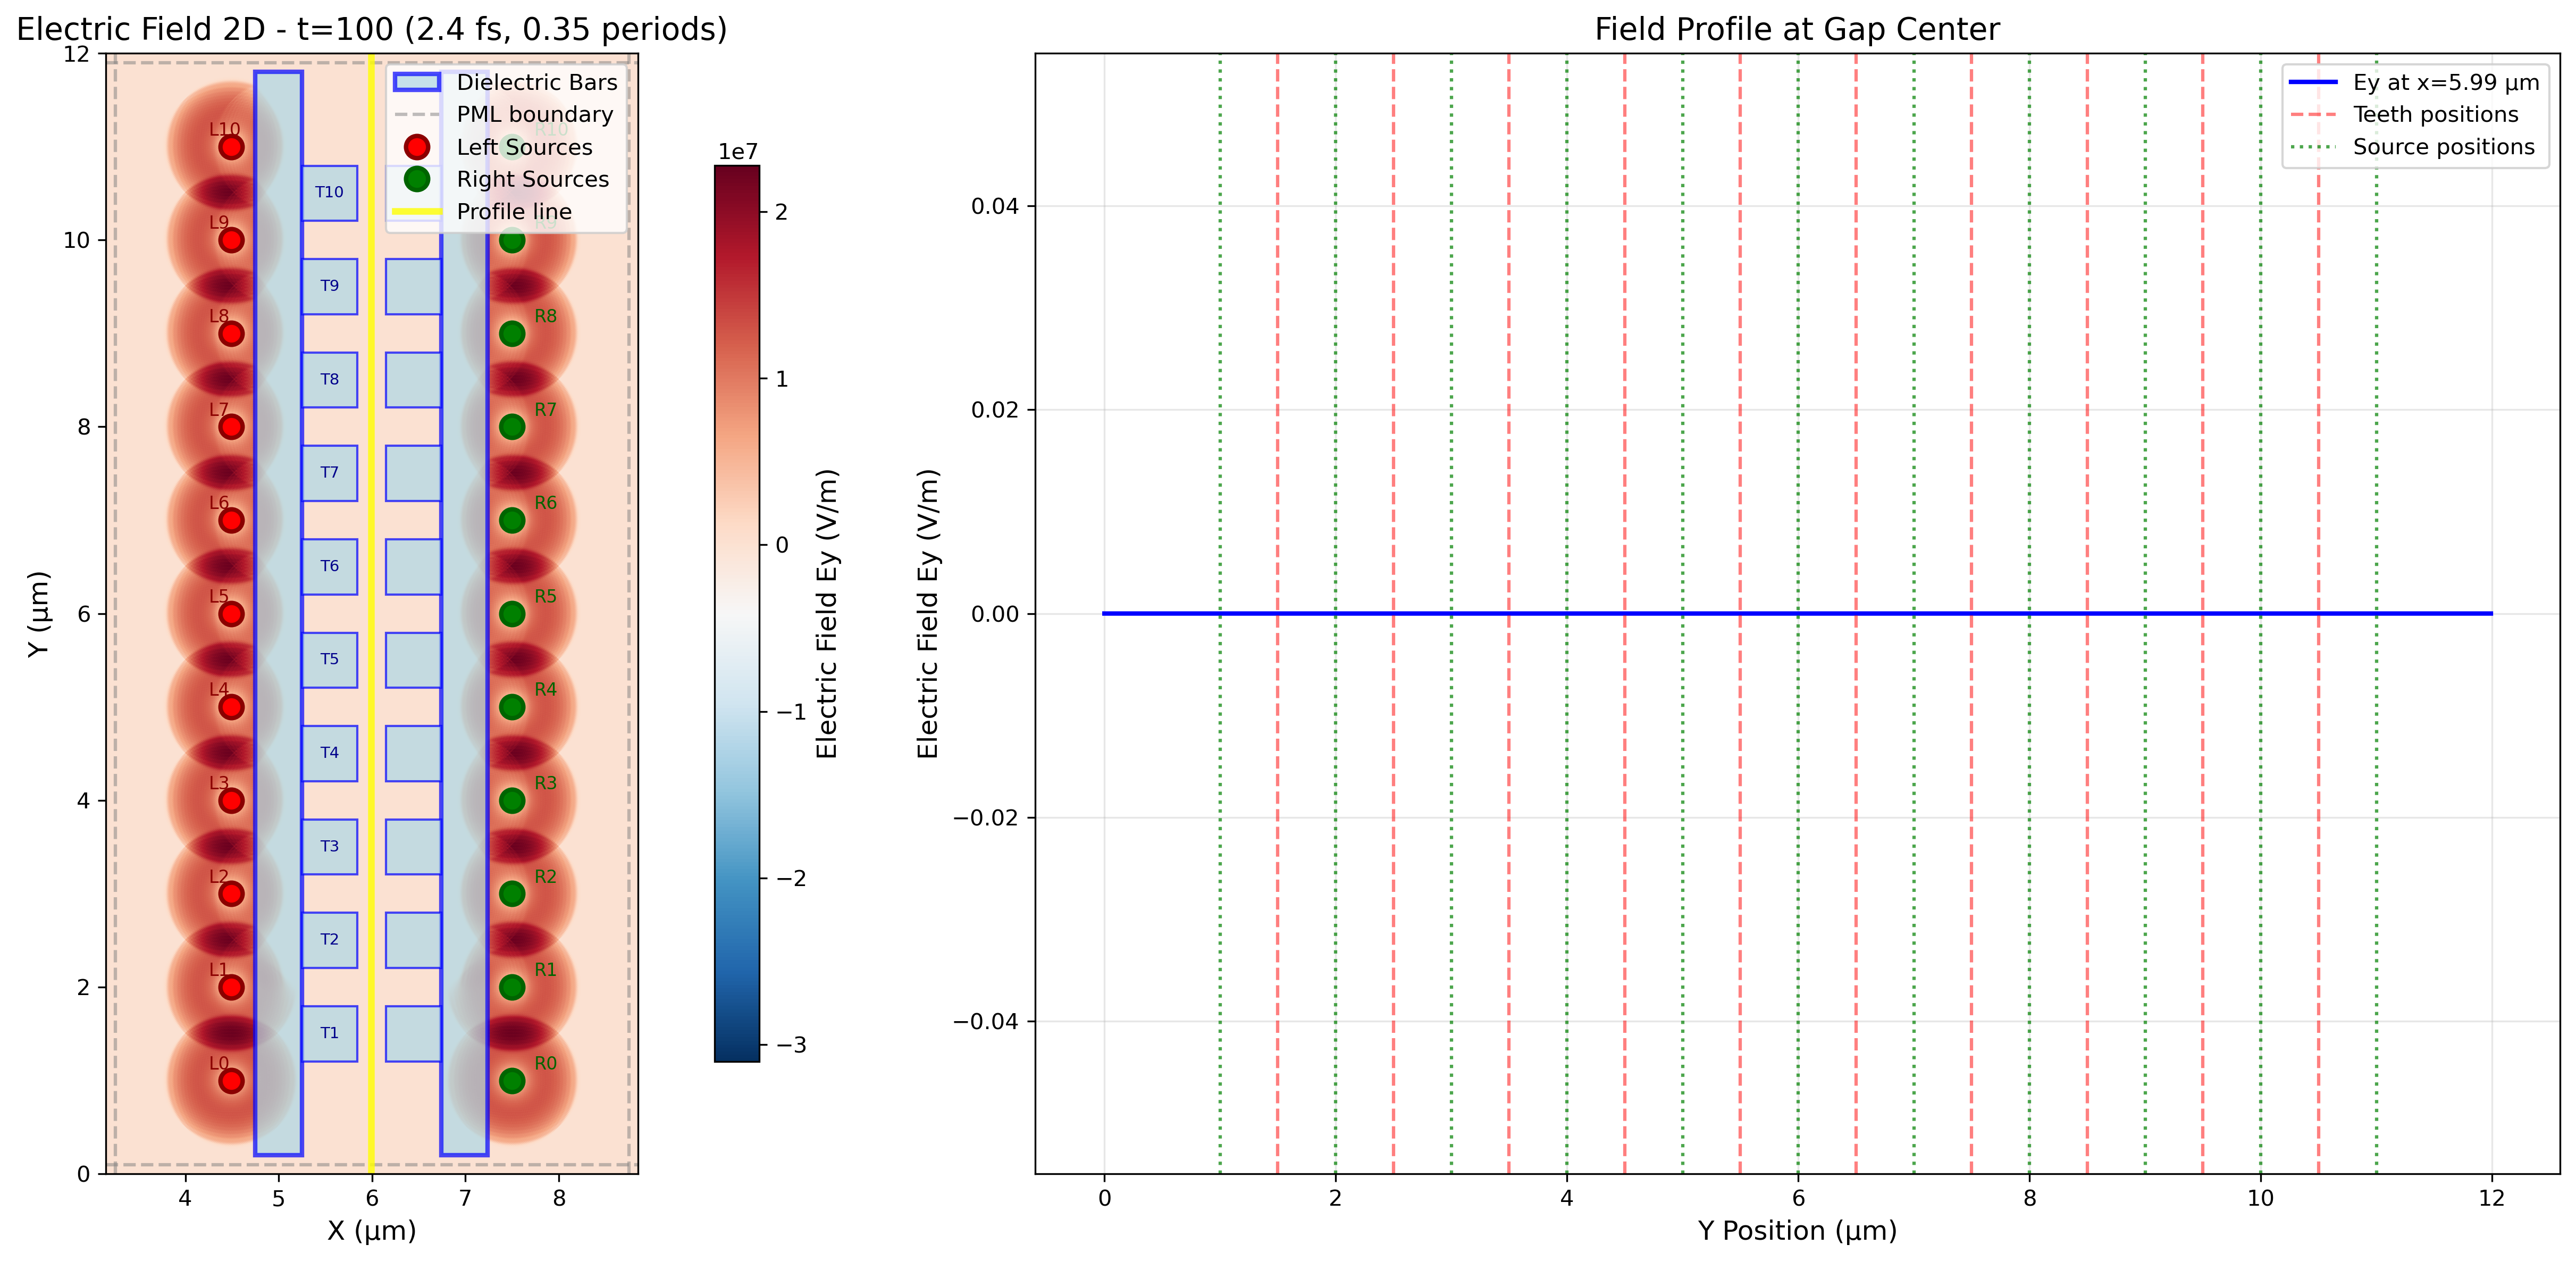 Electric Field 2D - t=100 (2.4 fs, 0.35 periods)
Dielectric Bars
PML boundary
Left Sources
Right Sources
Profile line
L10
L9
L8
L7
L6
L5
L4
L3
L2
L1
L0
T10
T9
T8
T7
T6
T5
T4
T3
T2
T1
R10
R9
R8
R7
R6
R5
R4
R3
R2
R1
R0
12
10
8
6
4
2
0
Y (μm)
4 5 6 7 8
X (μm)
1e7
2
1
0
−1
−2
−3
Electric Field Ey (V/m)
Field Profile at Gap Center
Ey at x=5.99 μm
Teeth positions
Source positions
0.04
0.02
0.00
−0.02
−0.04
Electric Field Ey (V/m)
0 2 4 6 8 10 12
Y Position (μm)